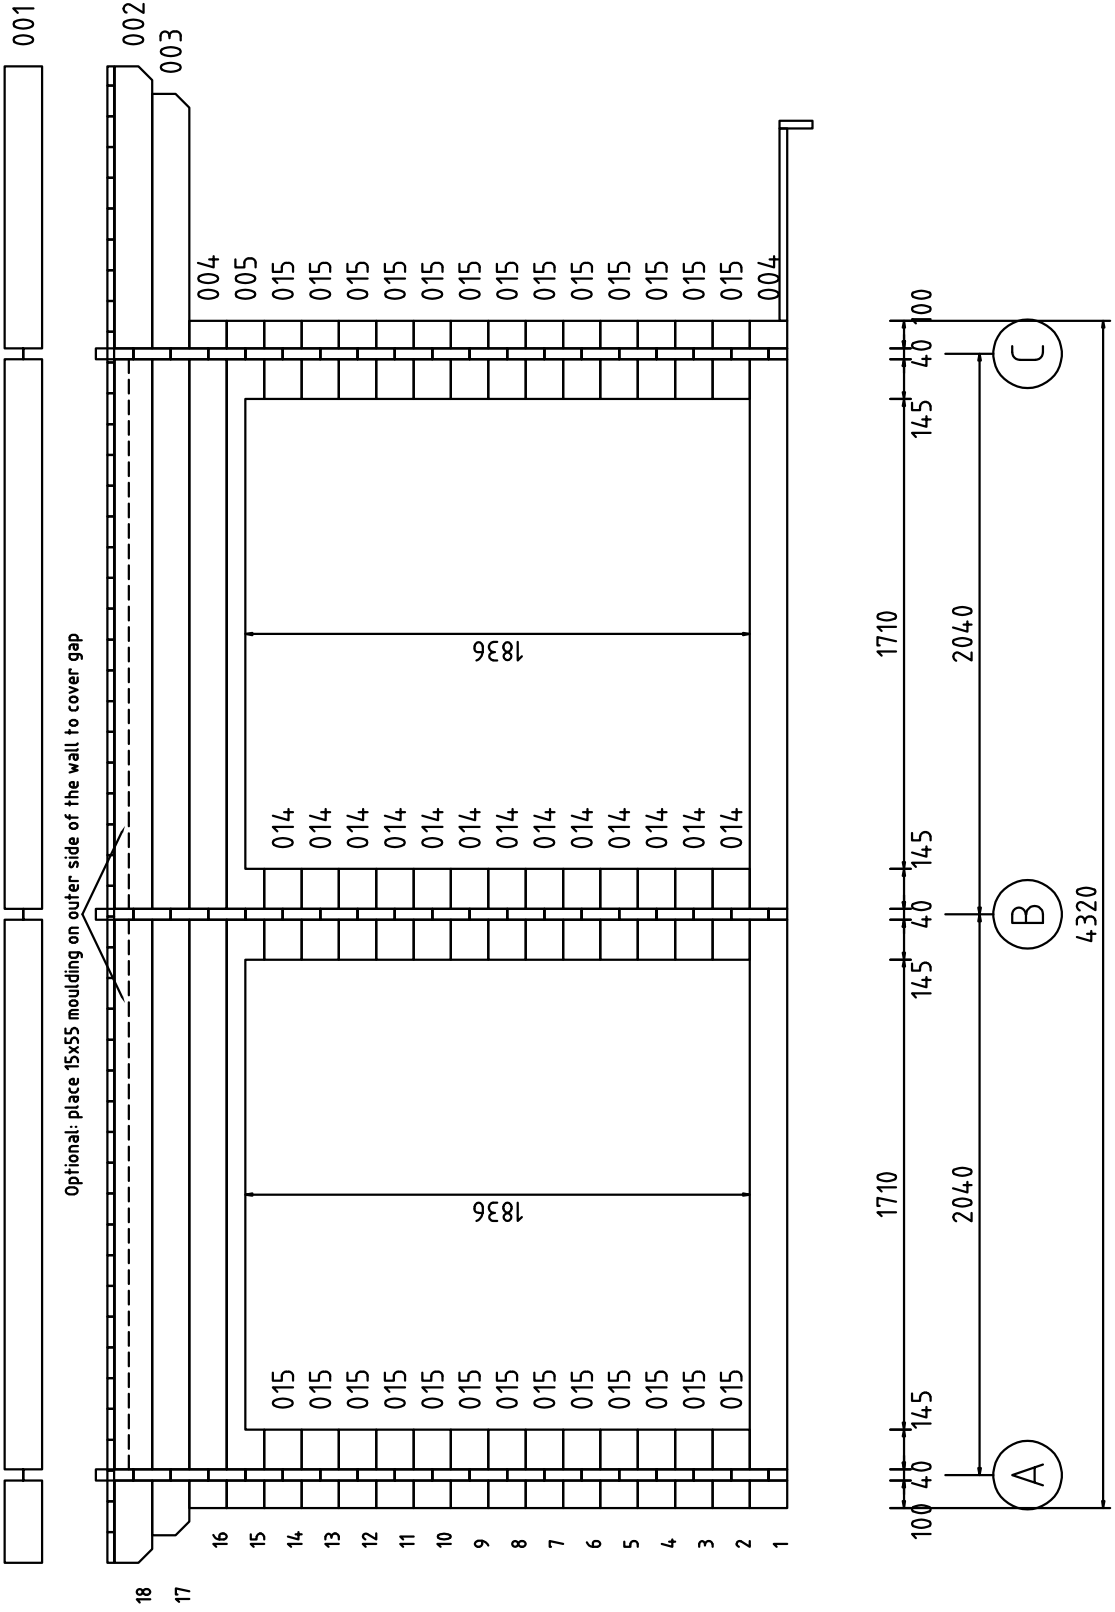 001
Optional: place 15x55 moulding on outer side of the wall to cover gap
18 002
17 003
16 004
15 005
14 015 014 015
13 015 014 015
12 015 014 015
11 015 014 015
10 015 014 015
9 015 014 015
1836 1836
8 015 014 015
7 015 014 015
6 015 014 015
5 015 014 015
4 015 014 015
3 015 014 015
2 015 014 015
1 004
1710 1710
100 40 145 145 40 145 145 40 100
2040 2040
A B C
4320